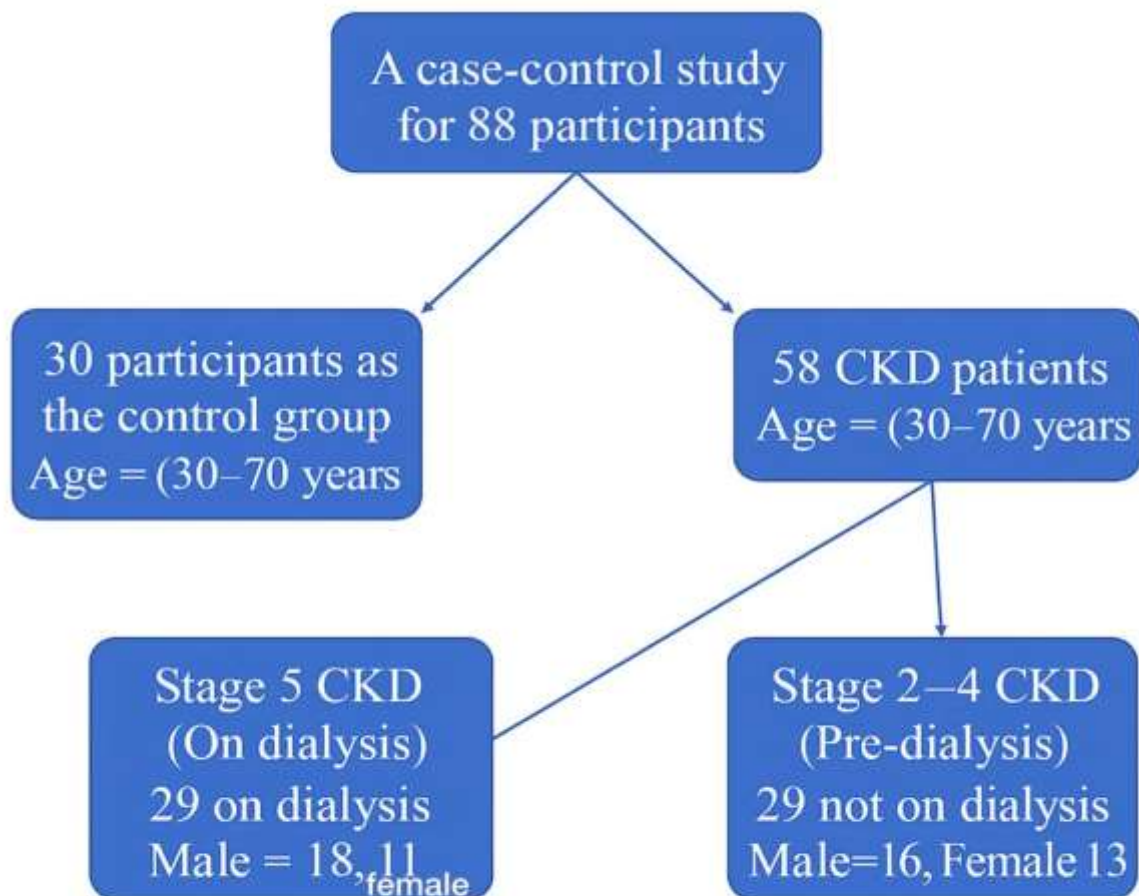 A case-control study
for 88 participants
30 participants as
the control group
Age = (30–70 years
58 CKD patients
Age = (30–70 years
Stage 5 CKD
(On dialysis)
29 on dialysis
Male = 18, 11 female
Stage 2–4 CKD
(Pre-dialysis)
29 not on dialysis
Male=16, Female 13